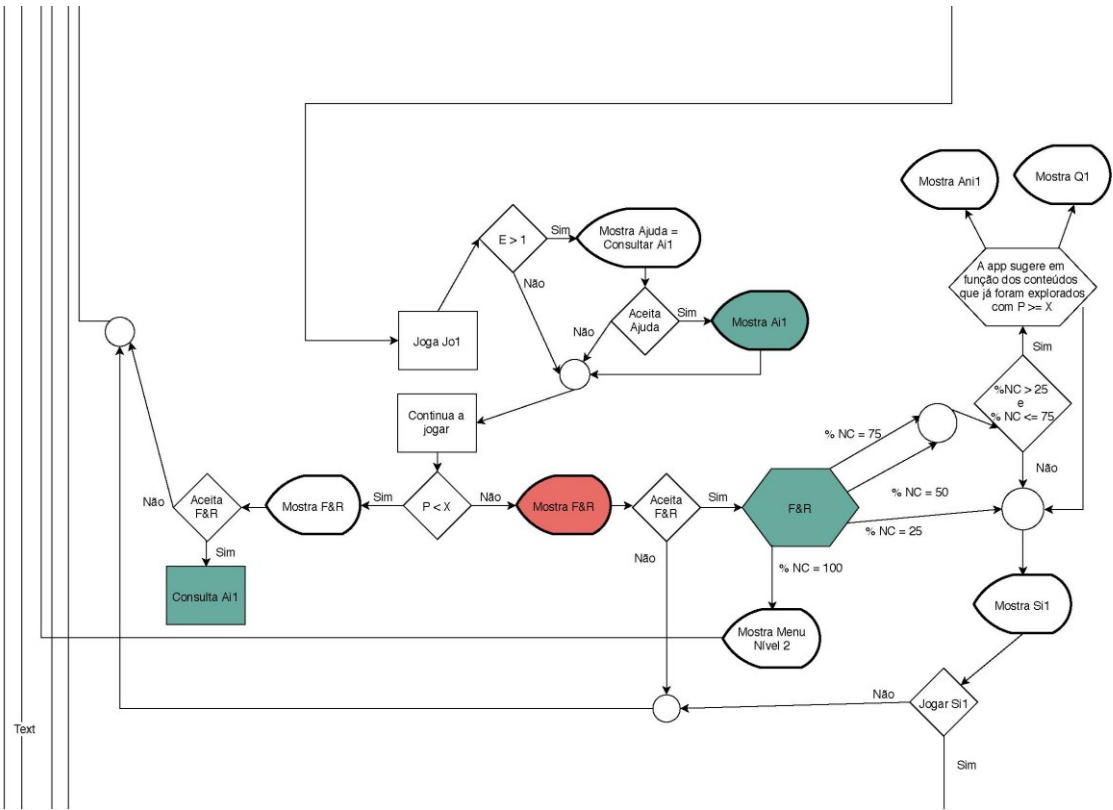 Mostra Ani1
Mostra Q1
E > 1
Sim
Mostra Ajuda =
Consultar Ai1
Não
A app sugere em
função dos conteúdos
que já foram explorados
com P >= X
Joga Jo1
Não
Aceita
Ajuda
Sim
Mostra Ai1
Sim
%NC > 25
e
% NC <= 75
Continua a
jogar
% NC = 75
Não
Não
Aceita
F&R
Mostra F&R
Sim
P < X
Não
Mostra F&R
Aceita
F&R
Sim
F&R
% NC = 50
% NC = 25
Sim
Não
% NC = 100
Consulta Ai1
Mostra Si1
Mostra Menu
Nível 2
Não
Jogar Si1
Text
Sim